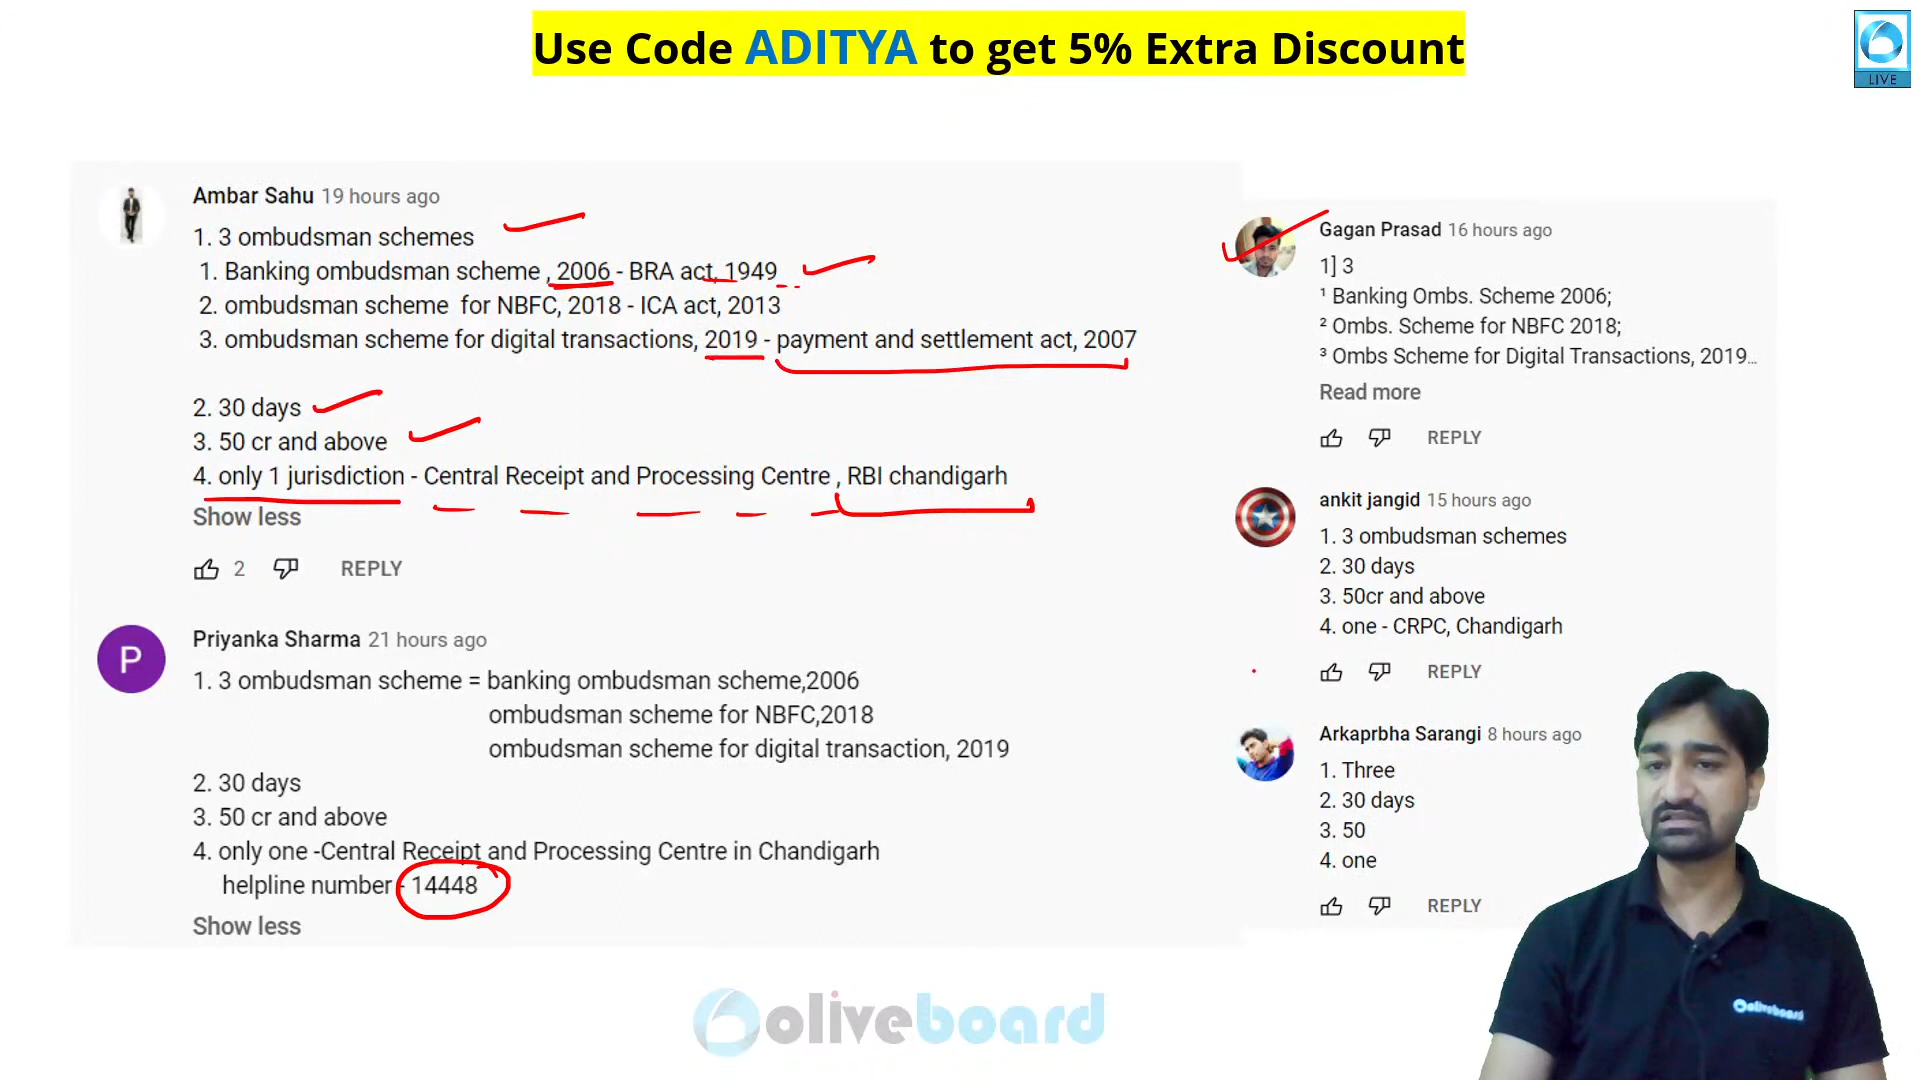 Use Code ADITYA to get 5% Extra Discount
LIVE
Ambar Sahu 19 hours ago
1. 3 ombudsman schemes
1. Banking ombudsman scheme , 2006 - BRA act, 1949
2. ombudsman scheme for NBFC, 2018 - ICA act, 2013
3. ombudsman scheme for digital transactions, 2019 - payment and settlement act, 2007
2. 30 days
3. 50 cr and above
4. only 1 jurisdiction - Central Receipt and Processing Centre , RBI chandigarh
Show less
2 REPLY
Priyanka Sharma 21 hours ago
P
1. 3 ombudsman scheme = banking ombudsman scheme,2006
ombudsman scheme for NBFC,2018
ombudsman scheme for digital transaction, 2019
2. 30 days
3. 50 cr and above
4. only one -Central Receipt and Processing Centre in Chandigarh
helpline number - 14448
Show less
Gagan Prasad 16 hours ago
1] 3
¹ Banking Ombs. Scheme 2006;
² Ombs. Scheme for NBFC 2018;
³ Ombs Scheme for Digital Transactions, 2019...
Read more
REPLY
ankit jangid 15 hours ago
1. 3 ombudsman schemes
2. 30 days
3. 50cr and above
4. one - CRPC, Chandigarh
REPLY
Arkaprbha Sarangi 8 hours ago
1. Three
2. 30 days
3. 50
4. one
REPLY
oliveboard
oliveboard